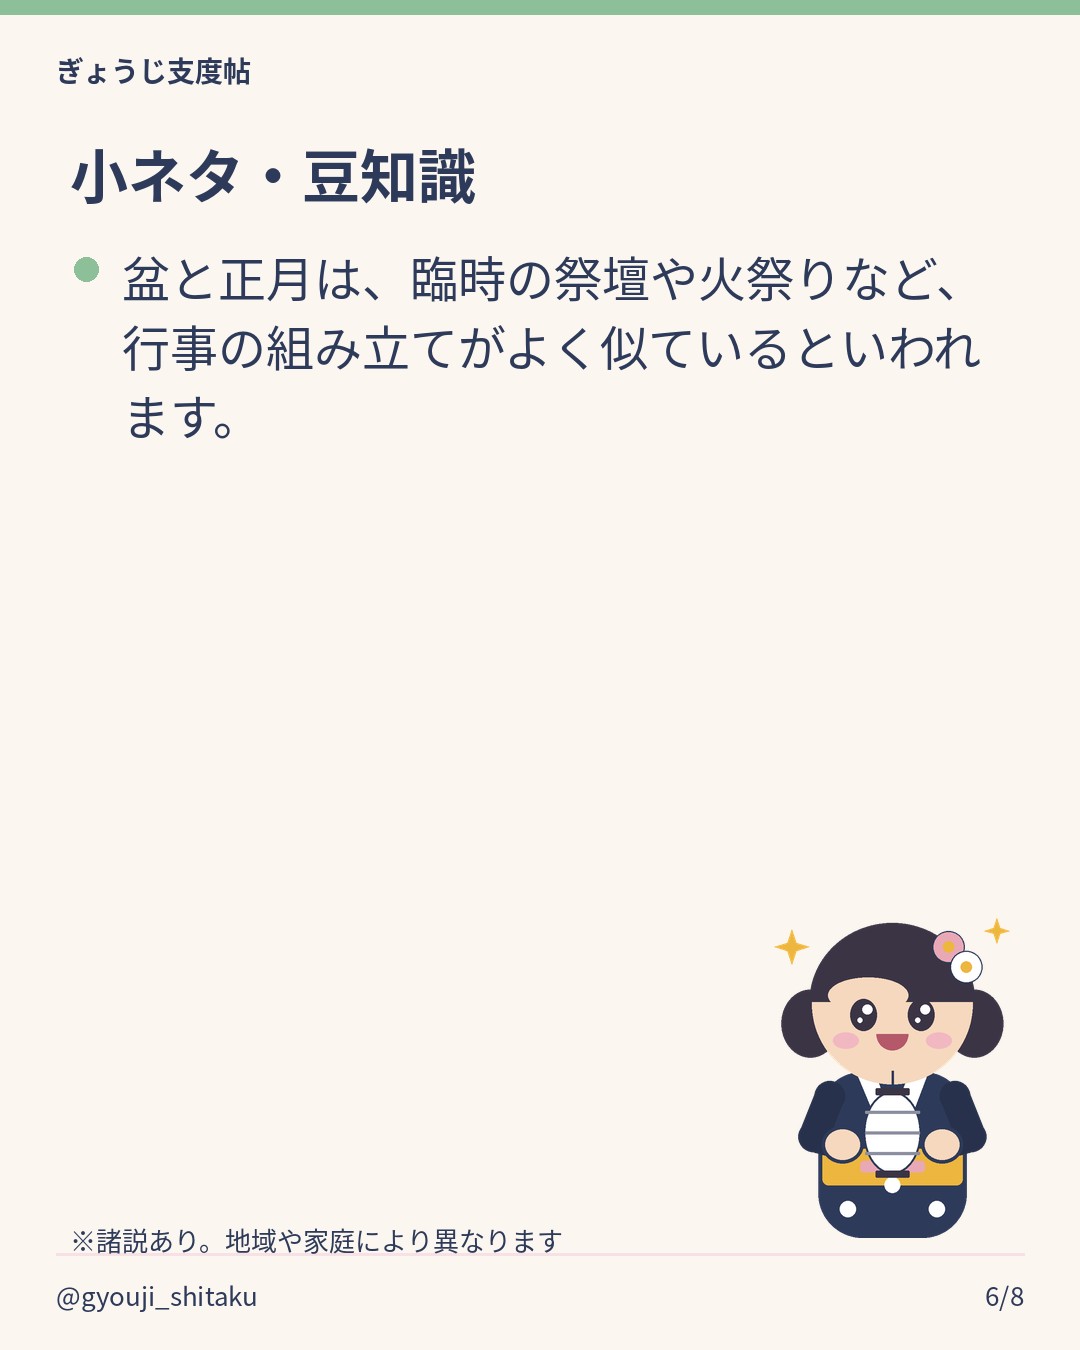 ぎょうじ支度帖
小ネタ・豆知識
盆と正月は、臨時の祭壇や火祭りなど、
行事の組み立てがよく似ているといわれ
ます。
※諸説あり。地域や家庭により異なります
@gyouji_shitaku
6/8